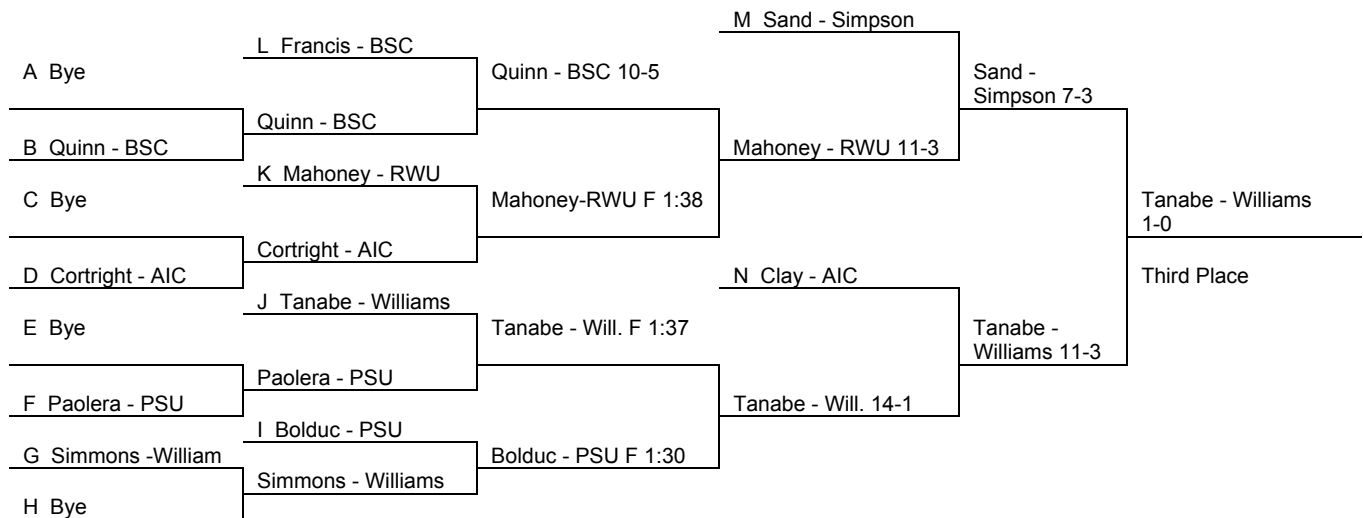 M Sand - Simpson
L Francis - BSC
A Bye
Quinn - BSC 10-5
Sand -
Simpson 7-3
Quinn - BSC
B Quinn - BSC
Mahoney - RWU 11-3
K Mahoney - RWU
C Bye
Mahoney-RWU F 1:38
Tanabe - Williams
1-0
Cortright - AIC
D Cortright - AIC
N Clay - AIC
Third Place
J Tanabe - Williams
E Bye
Tanabe - Will. F 1:37
Tanabe -
Williams 11-3
Paolera - PSU
F Paolera - PSU
Tanabe - Will. 14-1
I Bolduc - PSU
G Simmons -William
Bolduc - PSU F 1:30
Simmons - Williams
H Bye